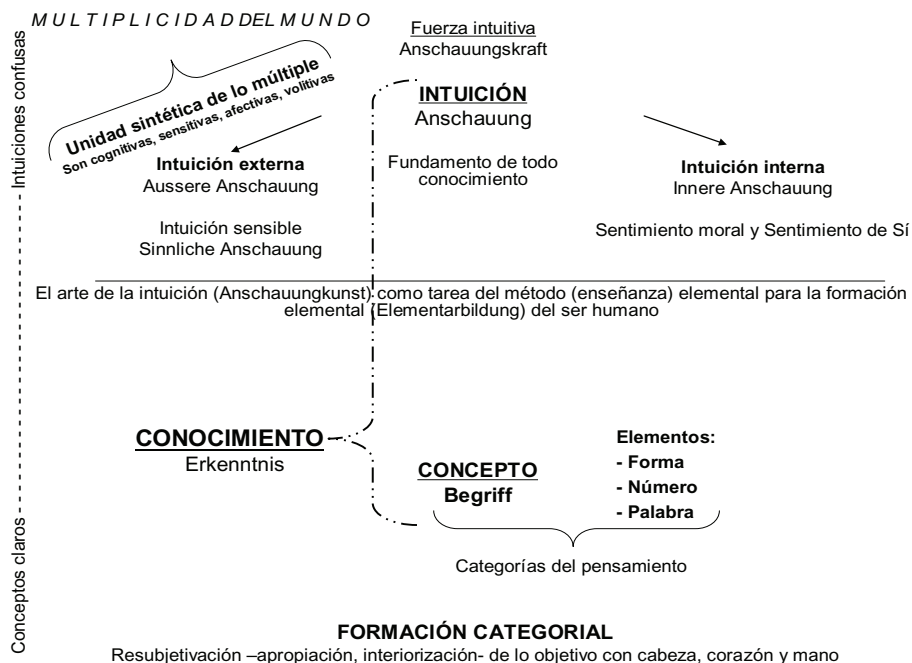 M U L T I P L I C I D A D DEL M U N D O
Fuerza intuitiva
Anschauungskraft
Unidad sintética de lo múltiple
Son cognitivas, sensitivas, afectivas, volitivas
INTUICIÓN
Anschauung
Fundamento de todo
conocimiento
Intuición externa
Aussere Anschauung
Intuición sensible
Sinnliche Anschauung
Intuición interna
Innere Anschauung
Sentimiento moral y Sentimiento de Sí
El arte de la intuición (Anschauungkunst) como tarea del método (enseñanza) elemental para la formación
elemental (Elementarbildung) del ser humano
CONOCIMIENTO
Erkenntnis
CONCEPTO
Begriff
Elementos:
- Forma
- Número
- Palabra
Categorías del pensamiento
FORMACIÓN CATEGORIAL
Resubjetivación –apropiación, interiorización- de lo objetivo con cabeza, corazón y mano
Conceptos claros ------------------------ Intuiciones confusas